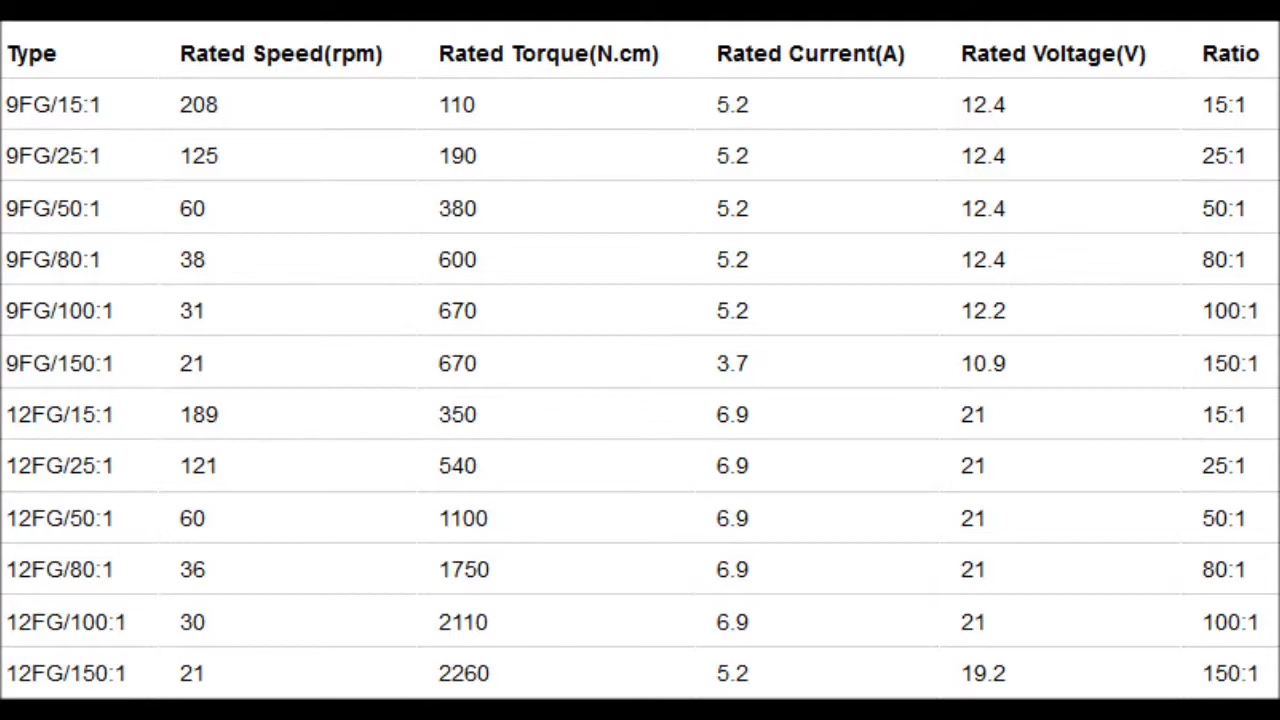 Type Rated Speed(rpm) Rated Torque(N.cm) Rated Current(A) Rated Voltage(V) Ratio
9FG/15:1 208 110 5.2 12.4 15:1
9FG/25:1 125 190 5.2 12.4 25:1
9FG/50:1 60 380 5.2 12.4 50:1
9FG/80:1 38 600 5.2 12.4 80:1
9FG/100:1 31 670 5.2 12.2 100:1
9FG/150:1 21 670 3.7 10.9 150:1
12FG/15:1 189 350 6.9 21 15:1
12FG/25:1 121 540 6.9 21 25:1
12FG/50:1 60 1100 6.9 21 50:1
12FG/80:1 36 1750 6.9 21 80:1
12FG/100:1 30 2110 6.9 21 100:1
12FG/150:1 21 2260 5.2 19.2 150:1